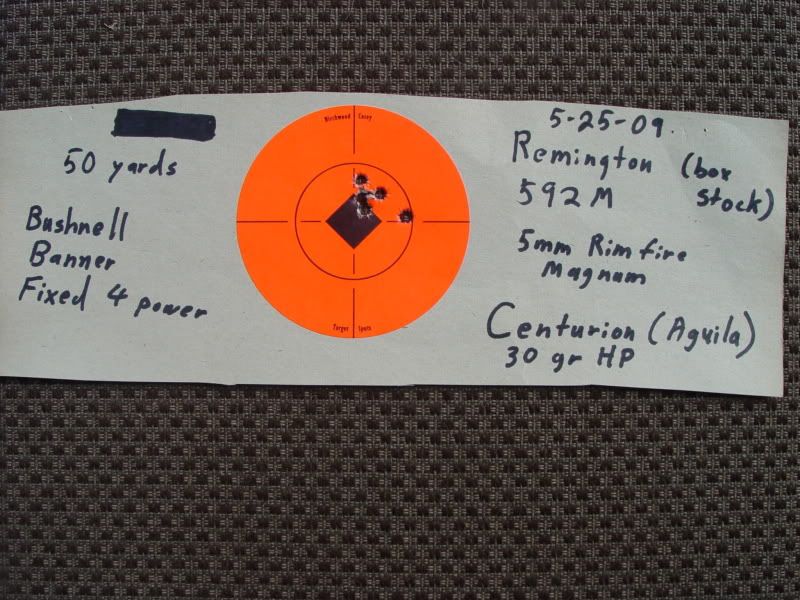 50 yards
Bushnell
Banner
Fixed 4 power
Birchwood Casey
Target Spots
5-25-09.
Remington (box
592M Stock)
5mm Rimfire
Magnum
Centurion (Aguila)
30 gr HP